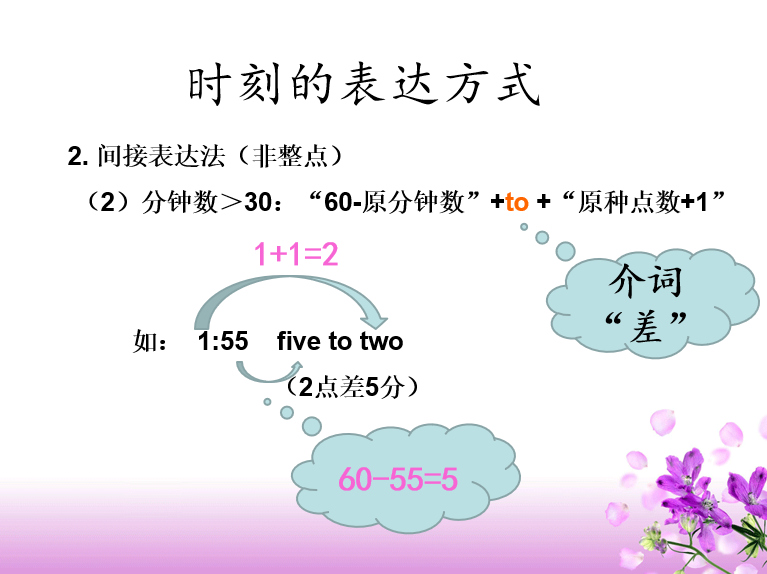 时刻的表达方式
2. 间接表达法（非整点）
（2）分钟数＞30：“60-原分钟数”+to +“原种点数+1”
1+1=2
介词
“差”
如： 1:55 five to two
（2点差5分）
60-55=5